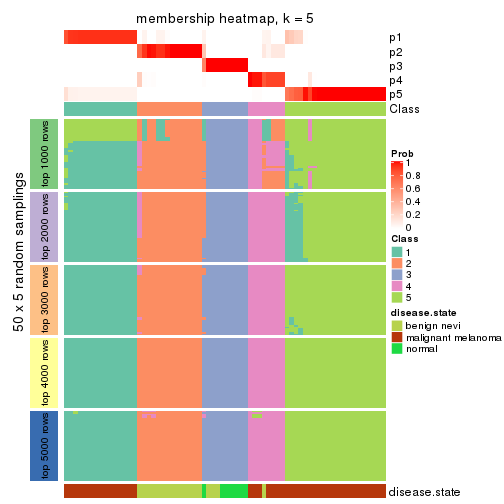 membership heatmap, k = 5
p1
p2
p3
p4
p5
Class
50 x 5 random samplings
top 1000 rows
top 2000 rows
top 3000 rows
top 4000 rows
top 5000 rows
Prob
1
0.8
0.6
0.4
0.2
0
Class
1
2
3
4
5
disease.state
benign nevi
malignant melanoma
normal
disease.state